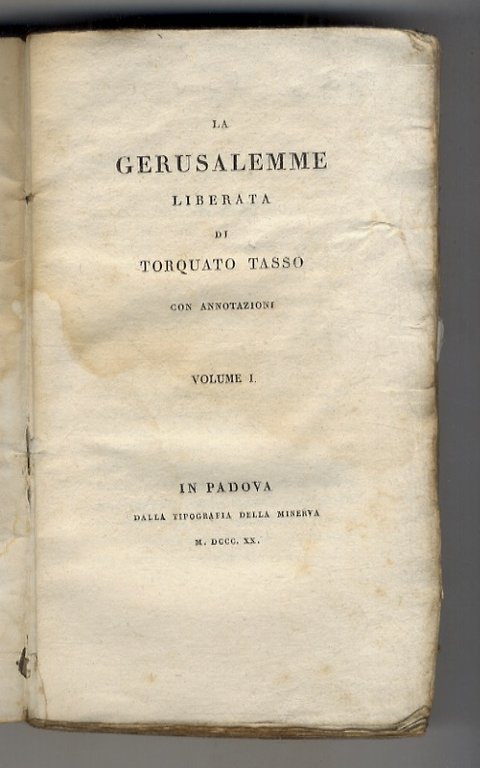 LA
GERUSALEMME
LIBERATA
DI
TORQUATO TASSO
CON ANNOTAZIONI
VOLUME I.
IN PADOVA
DALLA TIPOGRAFIA DELLA MINERVA
M. DCCC. XX.